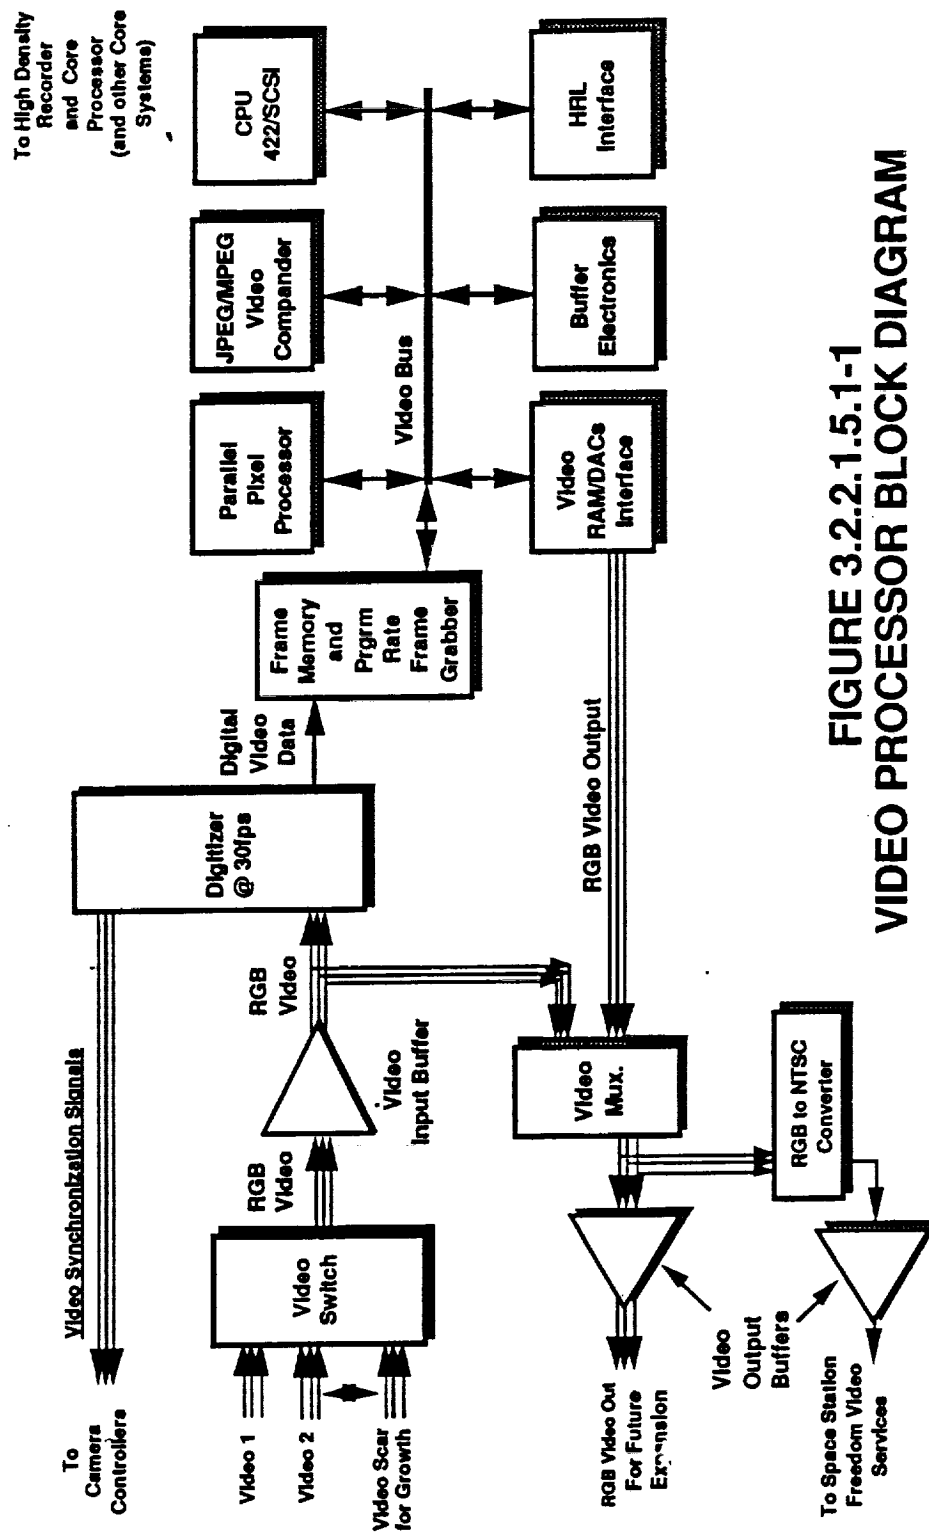 To High Density
Recorder
and Core
Processor
(and other Core
Systems)
CPU
422/SCSI
JPEG/MPEG
Video
Compander
Parallel
Pixel
Processor
Video Bus
HRL
Interface
Buffer
Electronics
Video
RAM/DACs
Interface
Frame
Memory
and
Prgrm
Rate
Frame
Grabber
Digital
Video
Data
Digitizer
@ 30fps
Video Synchronization Signals
To
Camera
Controllers
RGB
Video
Video
Input Buffer
RGB
Video
Video
Switch
Video 1
Video 2
Video Scar
for Growth
RGB Video Output
Video
Mux.
RGB to NTSC
Converter
RGB Video Out
For Future
Expansion
Video
Output
Buffers
To Space Station
Freedom Video
Services
FIGURE 3.2.2.1.5.1-1
VIDEO PROCESSOR BLOCK DIAGRAM